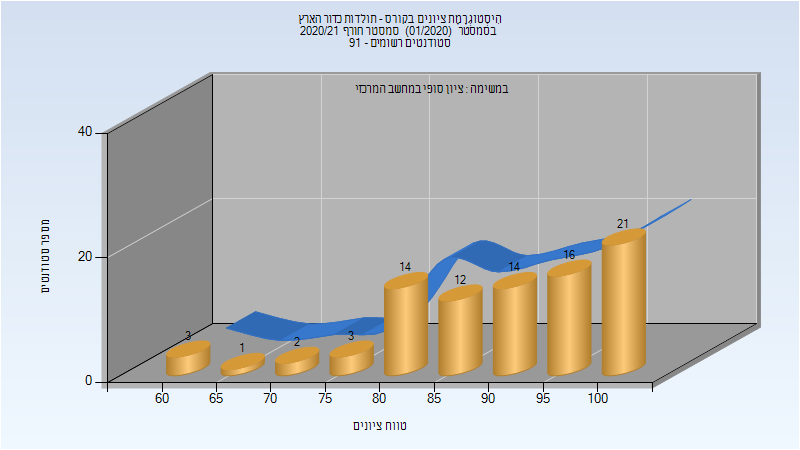 היסטוגרמת ציונים בקורס - תולדות כדור הארץ
בסמסטר (01/2020) סמסטר חורף 2020/21
סטודנטים רשומים - 91
במשימה : ציון סופי במחשב המרכזי
מספר סטודנטים
40
20
0
3
1
2
3
14
12
14
16
21
60 65 70 75 80 85 90 95 100
טווח ציונים